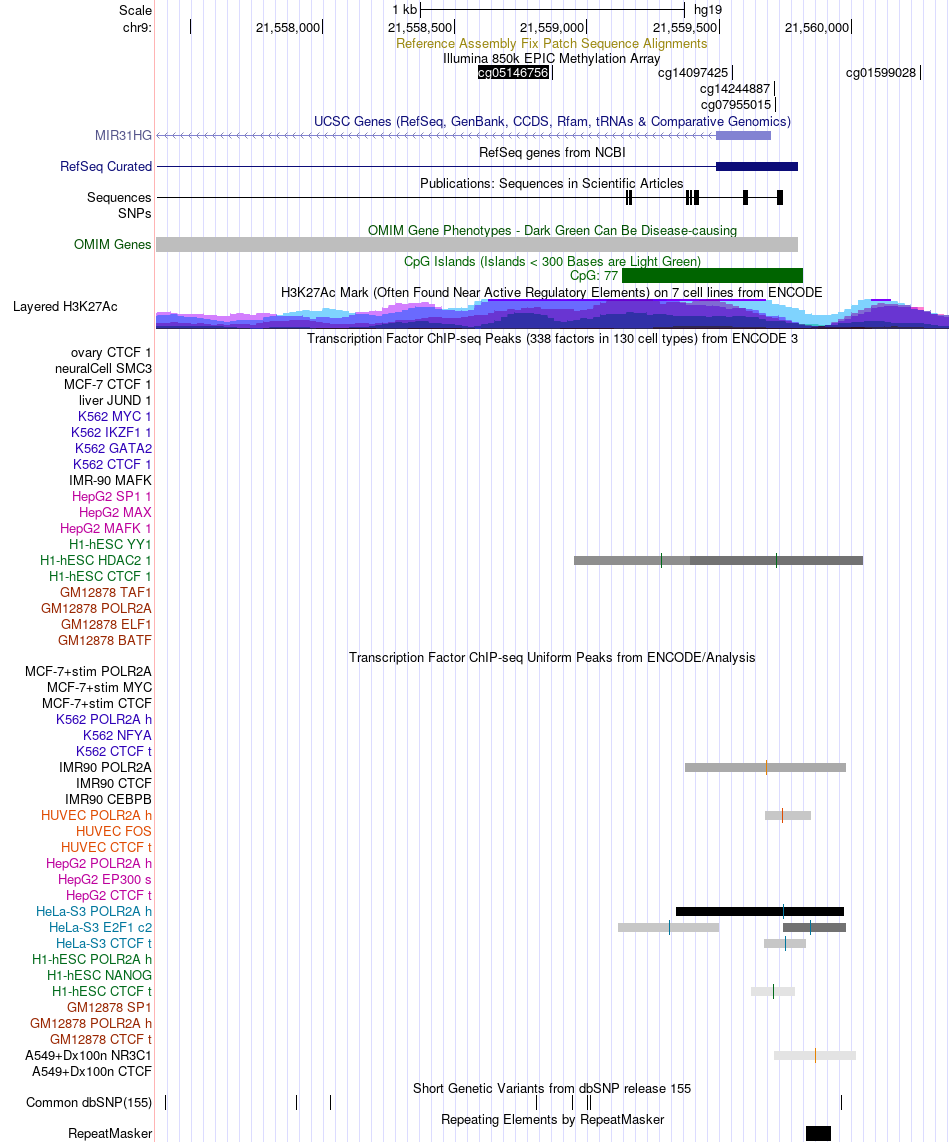 Scale 1 kb hg19
chr9: 21,558,000 21,558,500 21,559,000 21,559,500 21,560,000
Reference Assembly Fix Patch Sequence Alignments
Illumina 850k EPIC Methylation Array
cg05146756 cg14097425 cg01599028
cg14244887
cg07955015
UCSC Genes (RefSeq, GenBank, CCDS, Rfam, tRNAs & Comparative Genomics)
MIR31HG
RefSeq genes from NCBI
RefSeq Curated
Publications: Sequences in Scientific Articles
Sequences
SNPs
OMIM Gene Phenotypes - Dark Green Can Be Disease-causing
OMIM Genes
CpG Islands (Islands < 300 Bases are Light Green)
CpG: 77
H3K27Ac Mark (Often Found Near Active Regulatory Elements) on 7 cell lines from ENCODE
Layered H3K27Ac
Transcription Factor ChIP-seq Peaks (338 factors in 130 cell types) from ENCODE 3
ovary CTCF 1
neuralCell SMC3
MCF-7 CTCF 1
liver JUND 1
K562 MYC 1
K562 IKZF1 1
K562 GATA2
K562 CTCF 1
IMR-90 MAFK
HepG2 SP1 1
HepG2 MAX
HepG2 MAFK 1
H1-hESC YY1
H1-hESC HDAC2 1
H1-hESC CTCF 1
GM12878 TAF1
GM12878 POLR2A
GM12878 ELF1
GM12878 BATF
Transcription Factor ChIP-seq Uniform Peaks from ENCODE/Analysis
MCF-7+stim POLR2A
MCF-7+stim MYC
MCF-7+stim CTCF
K562 POLR2A h
K562 NFYA
K562 CTCF t
IMR90 POLR2A
IMR90 CTCF
IMR90 CEBPB
HUVEC POLR2A h
HUVEC FOS
HUVEC CTCF t
HepG2 POLR2A h
HepG2 EP300 s
HepG2 CTCF t
HeLa-S3 POLR2A h
HeLa-S3 E2F1 c2
HeLa-S3 CTCF t
H1-hESC POLR2A h
H1-hESC NANOG
H1-hESC CTCF t
GM12878 SP1
GM12878 POLR2A h
GM12878 CTCF t
A549+Dx100n NR3C1
A549+Dx100n CTCF
Short Genetic Variants from dbSNP release 155
Common dbSNP(155)
Repeating Elements by RepeatMasker
RepeatMasker